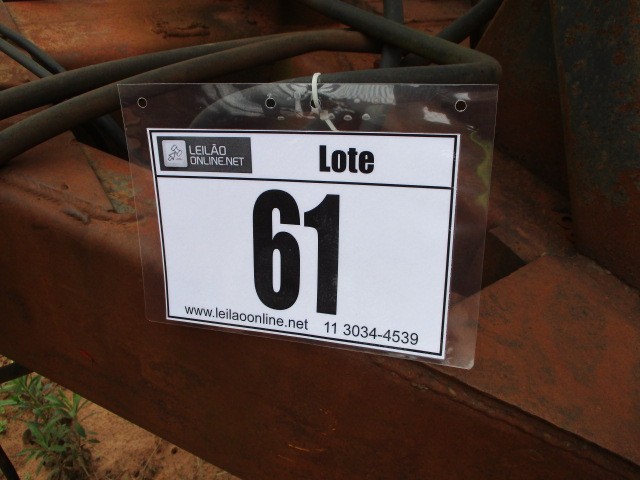 LEILÃO
ONLINE.NET
Lote
61
www.leilaoonline.net 11 3034-4539